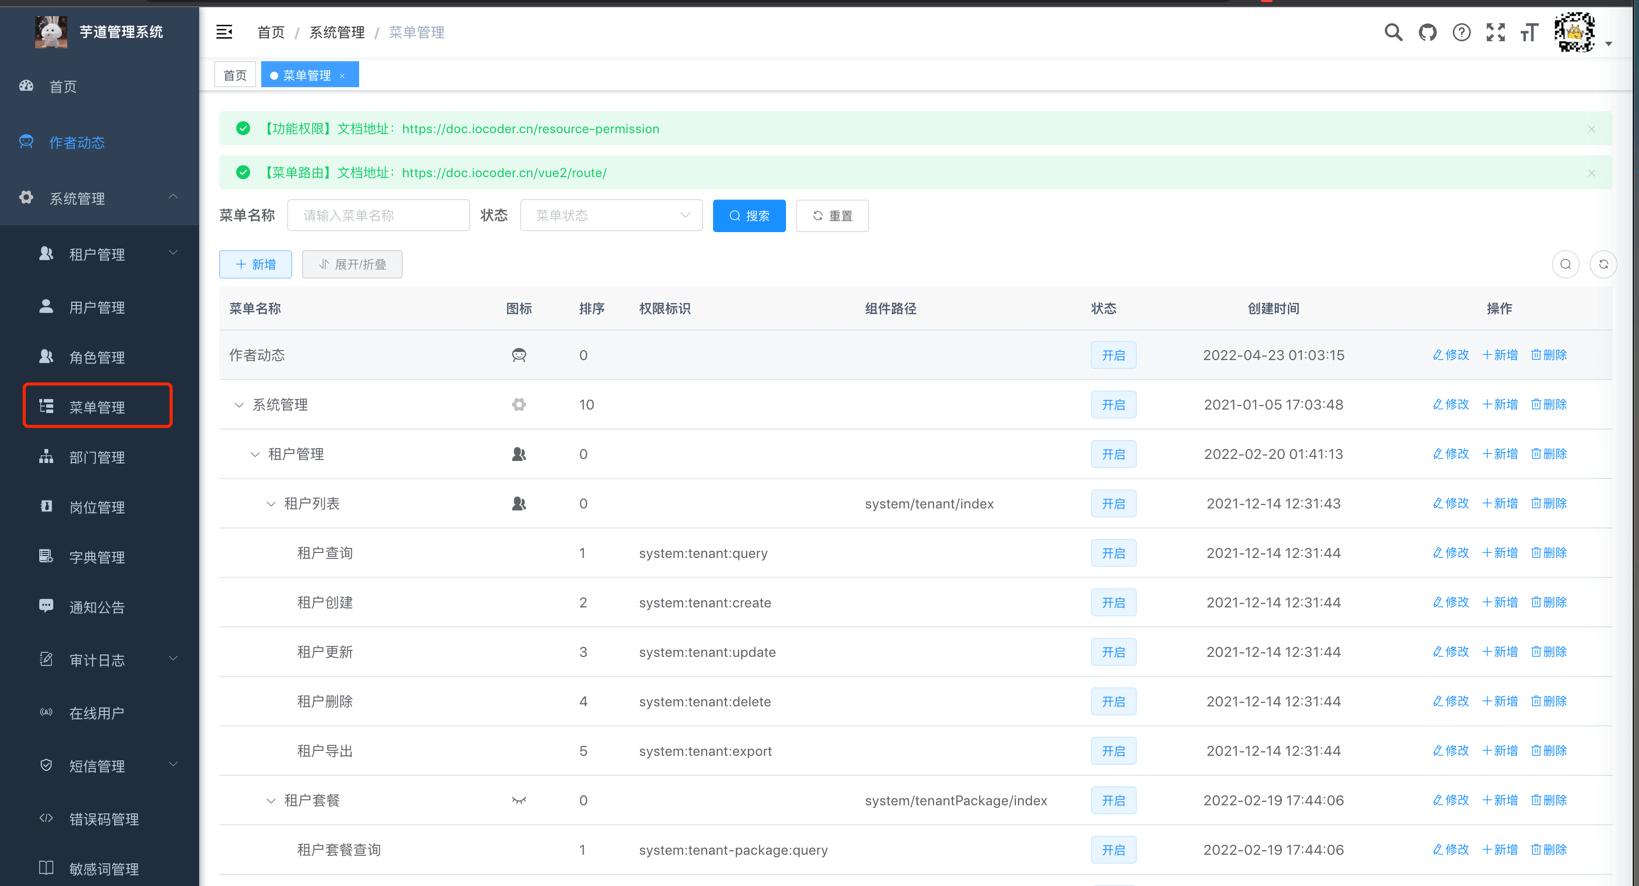 芋道管理系统
首页
作者动态
系统管理
租户管理
用户管理
角色管理
菜单管理
部门管理
岗位管理
字典管理
通知公告
审计日志
在线用户
短信管理
错误码管理
敏感词管理
首页 / 系统管理 / 菜单管理
首页 菜单管理 ×
【功能权限】文档地址：https://doc.iocoder.cn/resource-permission
【菜单路由】文档地址：https://doc.iocoder.cn/vue2/route/
菜单名称 请输入菜单名称 状态 菜单状态 搜索 重置
新增 展开/折叠
菜单名称 图标 排序 权限标识 组件路径 状态 创建时间 操作
作者动态 0 开启 2022-04-23 01:03:15 修改 新增 删除
系统管理 10 开启 2021-01-05 17:03:48 修改 新增 删除
租户管理 0 开启 2022-02-20 01:41:13 修改 新增 删除
租户列表 0 system/tenant/index 开启 2021-12-14 12:31:43 修改 新增 删除
租户查询 1 system:tenant:query 开启 2021-12-14 12:31:44 修改 新增 删除
租户创建 2 system:tenant:create 开启 2021-12-14 12:31:44 修改 新增 删除
租户更新 3 system:tenant:update 开启 2021-12-14 12:31:44 修改 新增 删除
租户删除 4 system:tenant:delete 开启 2021-12-14 12:31:44 修改 新增 删除
租户导出 5 system:tenant:export 开启 2021-12-14 12:31:44 修改 新增 删除
租户套餐 0 system/tenantPackage/index 开启 2022-02-19 17:44:06 修改 新增 删除
租户套餐查询 1 system:tenant-package:query 开启 2022-02-19 17:44:06 修改 新增 删除